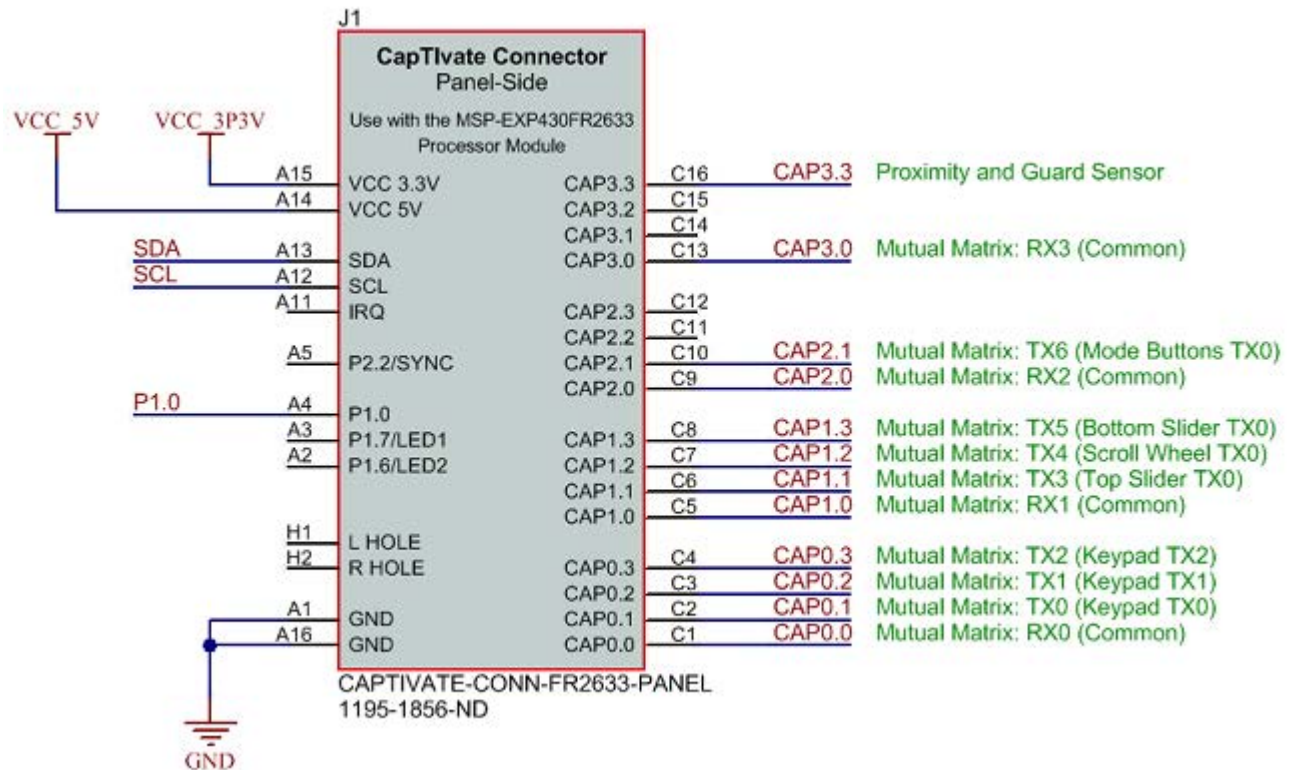 J1
CapTIvate Connector
Panel-Side
Use with the MSP-EXP430FR2633
Processor Module
VCC_5V VCC_3P3V
A15 VCC 3.3V CAP3.3 C16 CAP3.3 Proximity and Guard Sensor
A14 VCC 5V CAP3.2 C15
CAP3.1 C14
SDA A13 SDA CAP3.0 C13 CAP3.0 Mutual Matrix: RX3 (Common)
SCL A12 SCL
A11 IRQ CAP2.3 C12
CAP2.2 C11
A5 P2.2/SYNC CAP2.1 C10 CAP2.1 Mutual Matrix: TX6 (Mode Buttons TX0)
CAP2.0 C9 CAP2.0 Mutual Matrix: RX2 (Common)
P1.0 A4 P1.0
A3 P1.7/LED1 CAP1.3 C8 CAP1.3 Mutual Matrix: TX5 (Bottom Slider TX0)
A2 P1.6/LED2 CAP1.2 C7 CAP1.2 Mutual Matrix: TX4 (Scroll Wheel TX0)
CAP1.1 C6 CAP1.1 Mutual Matrix: TX3 (Top Slider TX0)
CAP1.0 C5 CAP1.0 Mutual Matrix: RX1 (Common)
H1 L HOLE
H2 R HOLE CAP0.3 C4 CAP0.3 Mutual Matrix: TX2 (Keypad TX2)
CAP0.2 C3 CAP0.2 Mutual Matrix: TX1 (Keypad TX1)
A1 GND CAP0.1 C2 CAP0.1 Mutual Matrix: TX0 (Keypad TX0)
A16 GND CAP0.0 C1 CAP0.0 Mutual Matrix: RX0 (Common)
CAPTIVATE-CONN-FR2633-PANEL
1195-1856-ND
GND